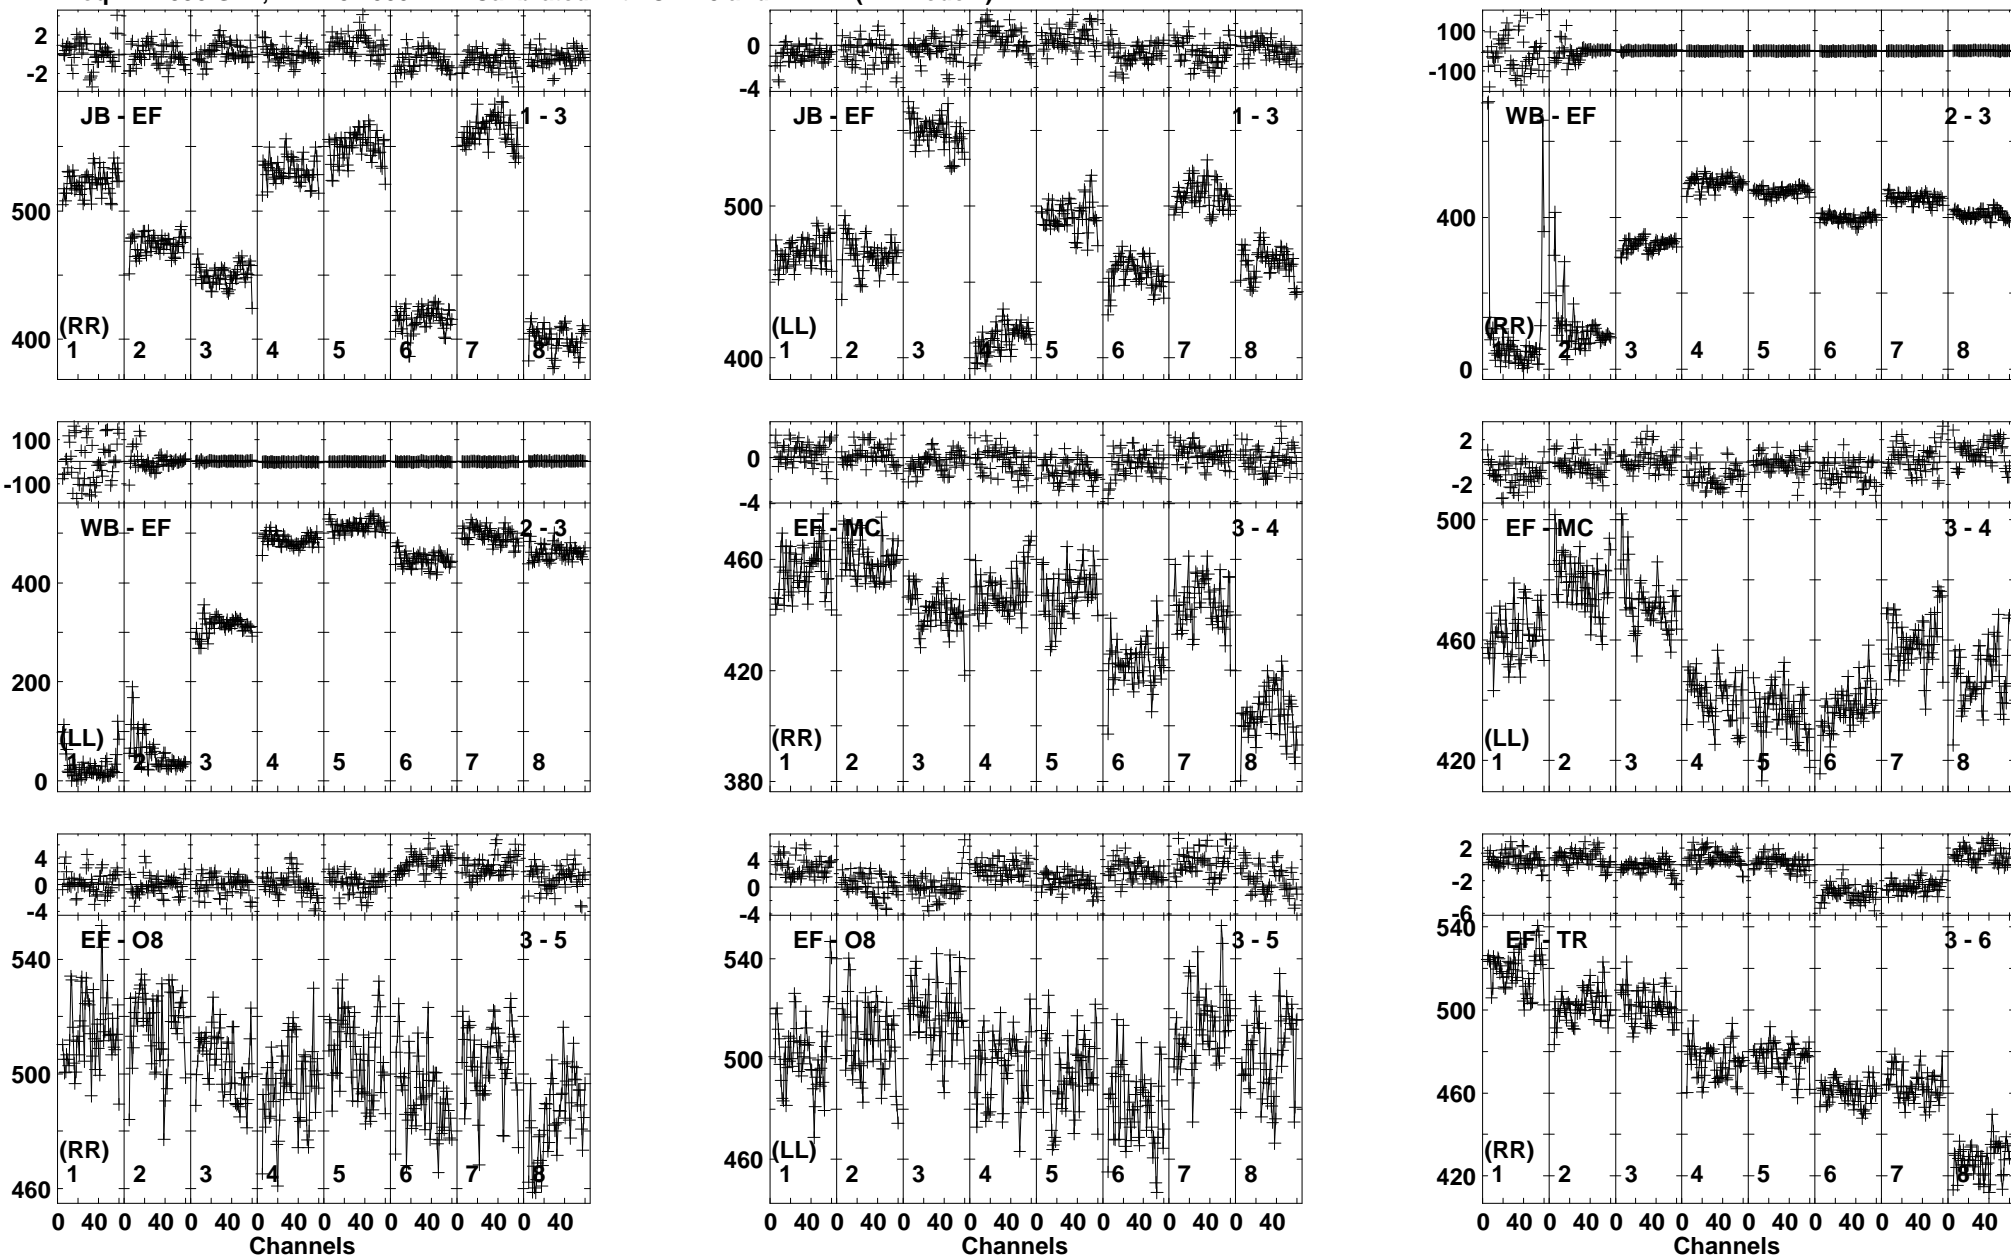 2 -2 0 -4 100 -100
JB - EF 1 - 3 JB - EF 1 - 3 WB - EF 2 - 3
500 400 500 400 400 0
(RR) (LL) (RR)
1 2 3 4 5 6 7 8 1 2 3 4 5 6 7 8 1 2 3 4 5 6 7 8
100 -100 0 -4 2 -2
WB - EF 2 - 3 EF - MC 3 - 4 EF - MC 3 - 4
400 200 0 460 420 380 500 460 420
(LL) (RR) (LL)
1 2 3 4 5 6 7 8 1 2 3 4 5 6 7 8 1 2 3 4 5 6 7 8
4 0 -4 4 0 -4 2 -2 -6
EF - O8 3 - 5 EF - O8 3 - 5 EF - TR 3 - 6
540 500 460 540 500 460 540 500 460 420
(RR) (LL) (RR)
1 2 3 4 5 6 7 8 1 2 3 4 5 6 7 8 1 2 3 4 5 6 7 8
0 40 0 40 0 40 0 40 0 40 0 40 0 40 0 40 0 40 0 40 0 40 0 40 0 40 0 40 0 40 0 40 0 40 0 40 0 40 0 40 0 40 0 40 0 40 0 40
Channels Channels Channels